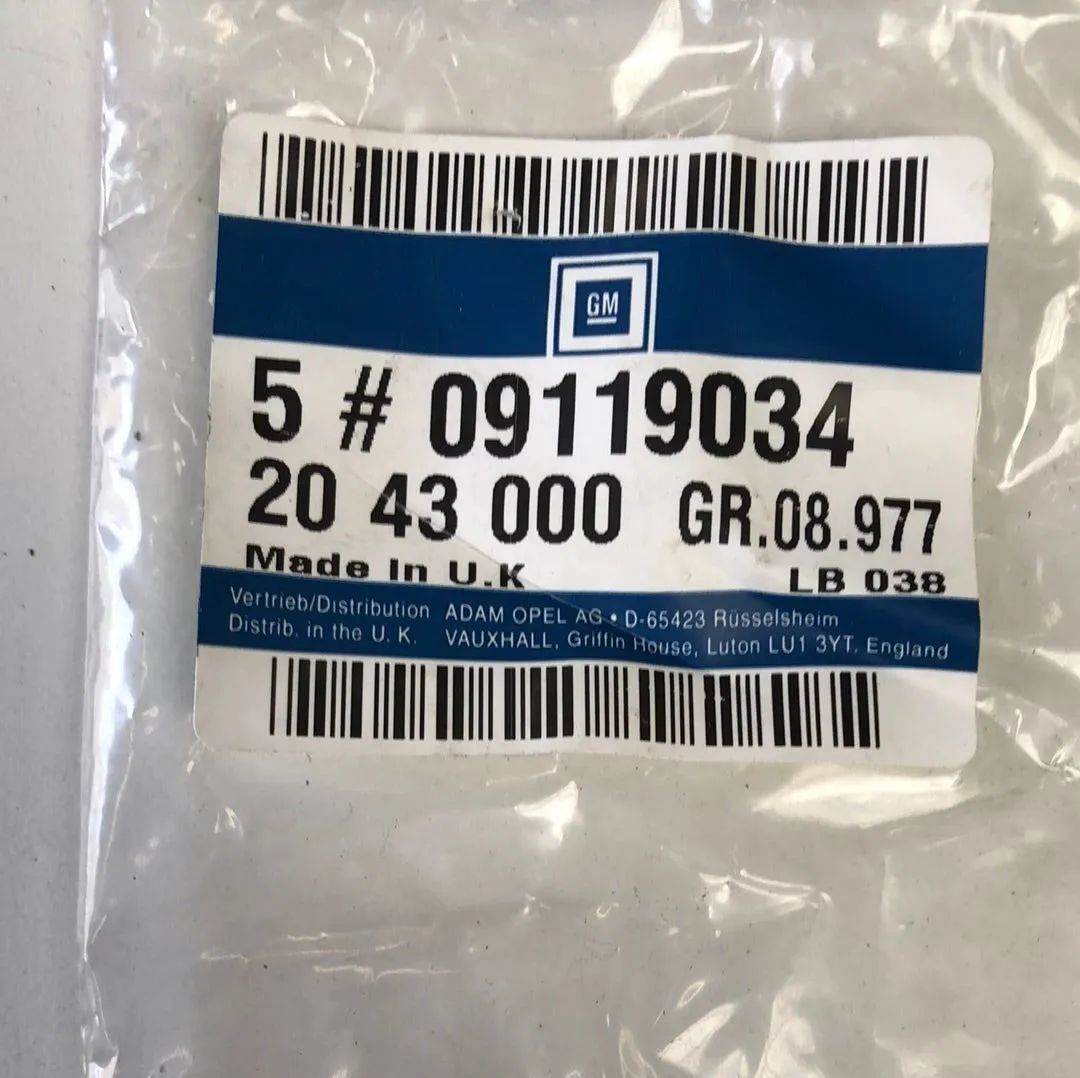 GM
5 # 09119034
20 43 000 GR.08.977
Made In U.K
LB 038
Vertrieb/Distribution ADAM OPEL AG • D-65423 Rüsselsheim
Distrib. in the U. K. VAUXHALL, Griffin House, Luton LU1 3YT, England